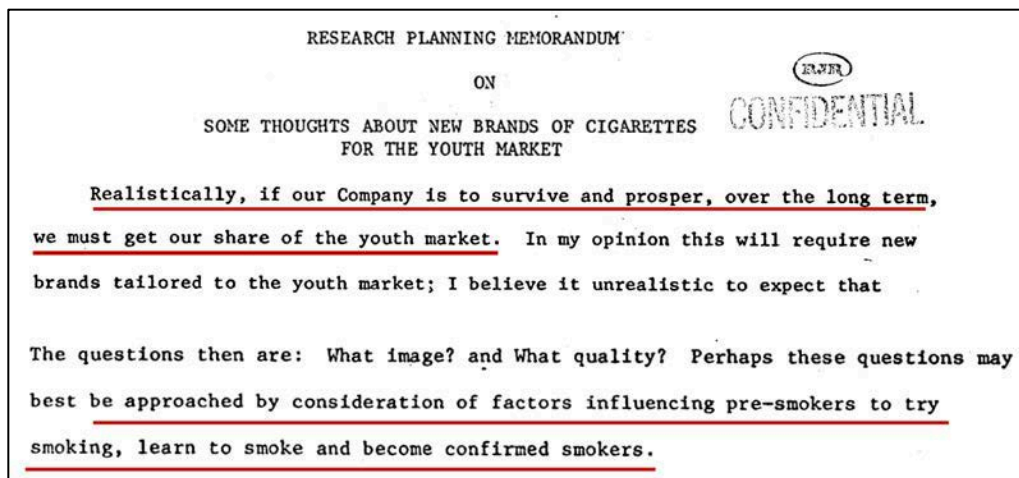 RESEARCH PLANNING MEMORANDUM
ON
RJR
CONFIDENTIAL
SOME THOUGHTS ABOUT NEW BRANDS OF CIGARETTES
FOR THE YOUTH MARKET
Realistically, if our Company is to survive and prosper, over the long term,
we must get our share of the youth market. In my opinion this will require new
brands tailored to the youth market; I believe it unrealistic to expect that
The questions then are: What image? and What quality? Perhaps these questions may
best be approached by consideration of factors influencing pre-smokers to try
smoking, learn to smoke and become confirmed smokers.